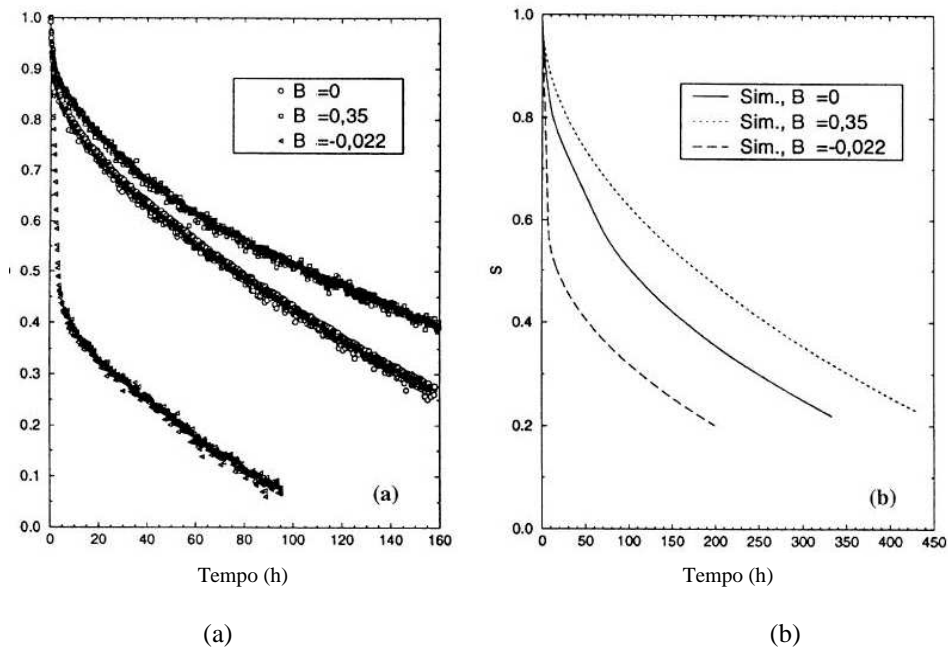 1.0
0.9
0.8
0.7
0.6
0.5
0.4
0.3
0.2
0.1
0.0
0 20 40 60 80 100 120 140 160
B =0
B =0,35
B =-0,022
(a)
Tempo (h)
(a)
1.0
0.8
0.6
0.4
0.2
0.0
S
0 50 100 150 200 250 300 350 400 450
Sim., B =0
Sim., B =0,35
Sim., B =-0,022
(b)
Tempo (h)
(b)